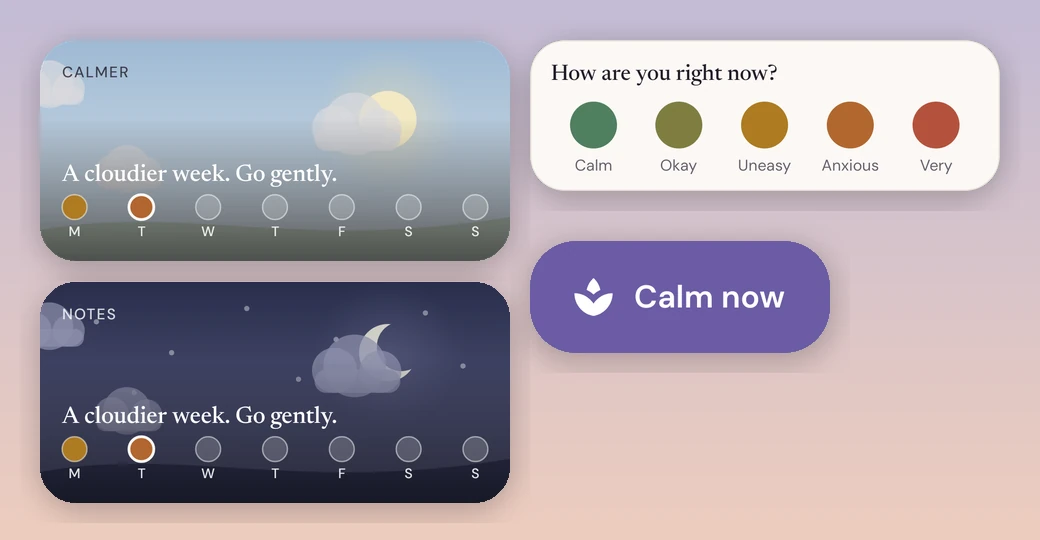 CALMER
A cloudier week. Go gently.
M T W T F S S
NOTES
A cloudier week. Go gently.
M T W T F S S
How are you right now?
Calm Okay Uneasy Anxious Very
Calm now